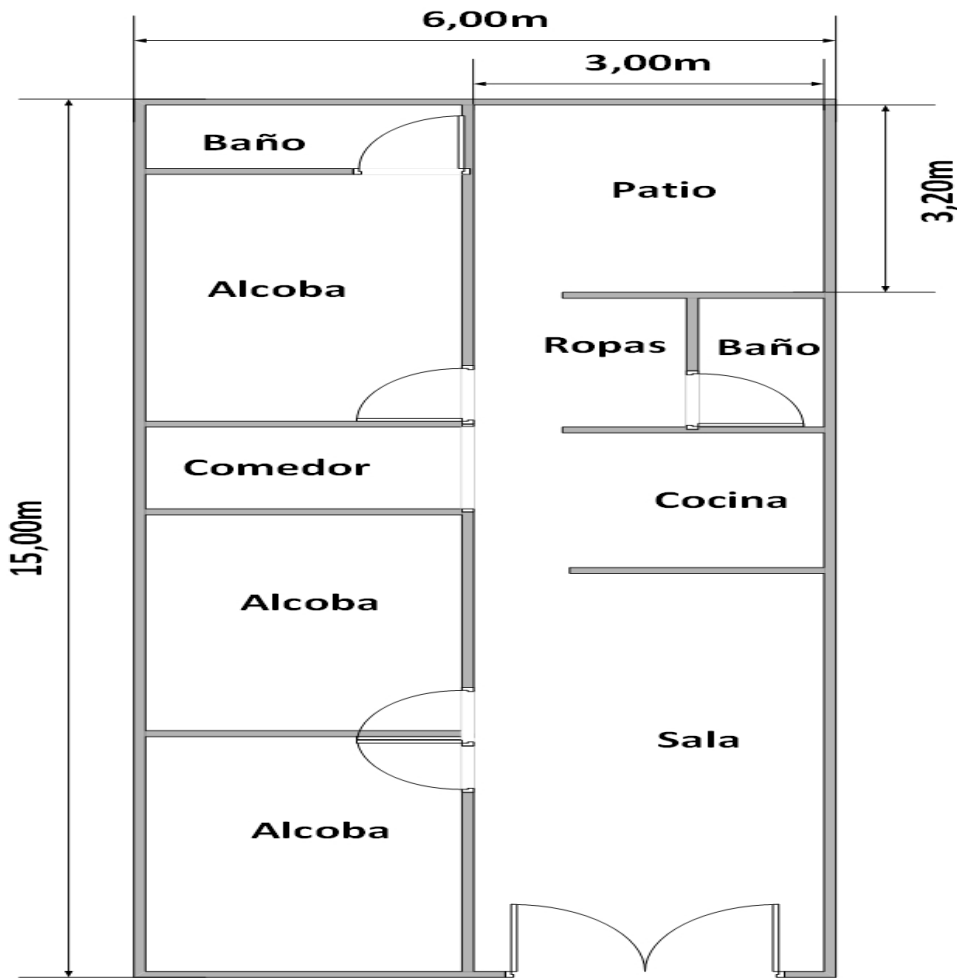 6,00m
3,00m
Baño
Patio
3,20m
Alcoba
Ropas
Baño
Comedor
Cocina
15,00m
Alcoba
Sala
Alcoba